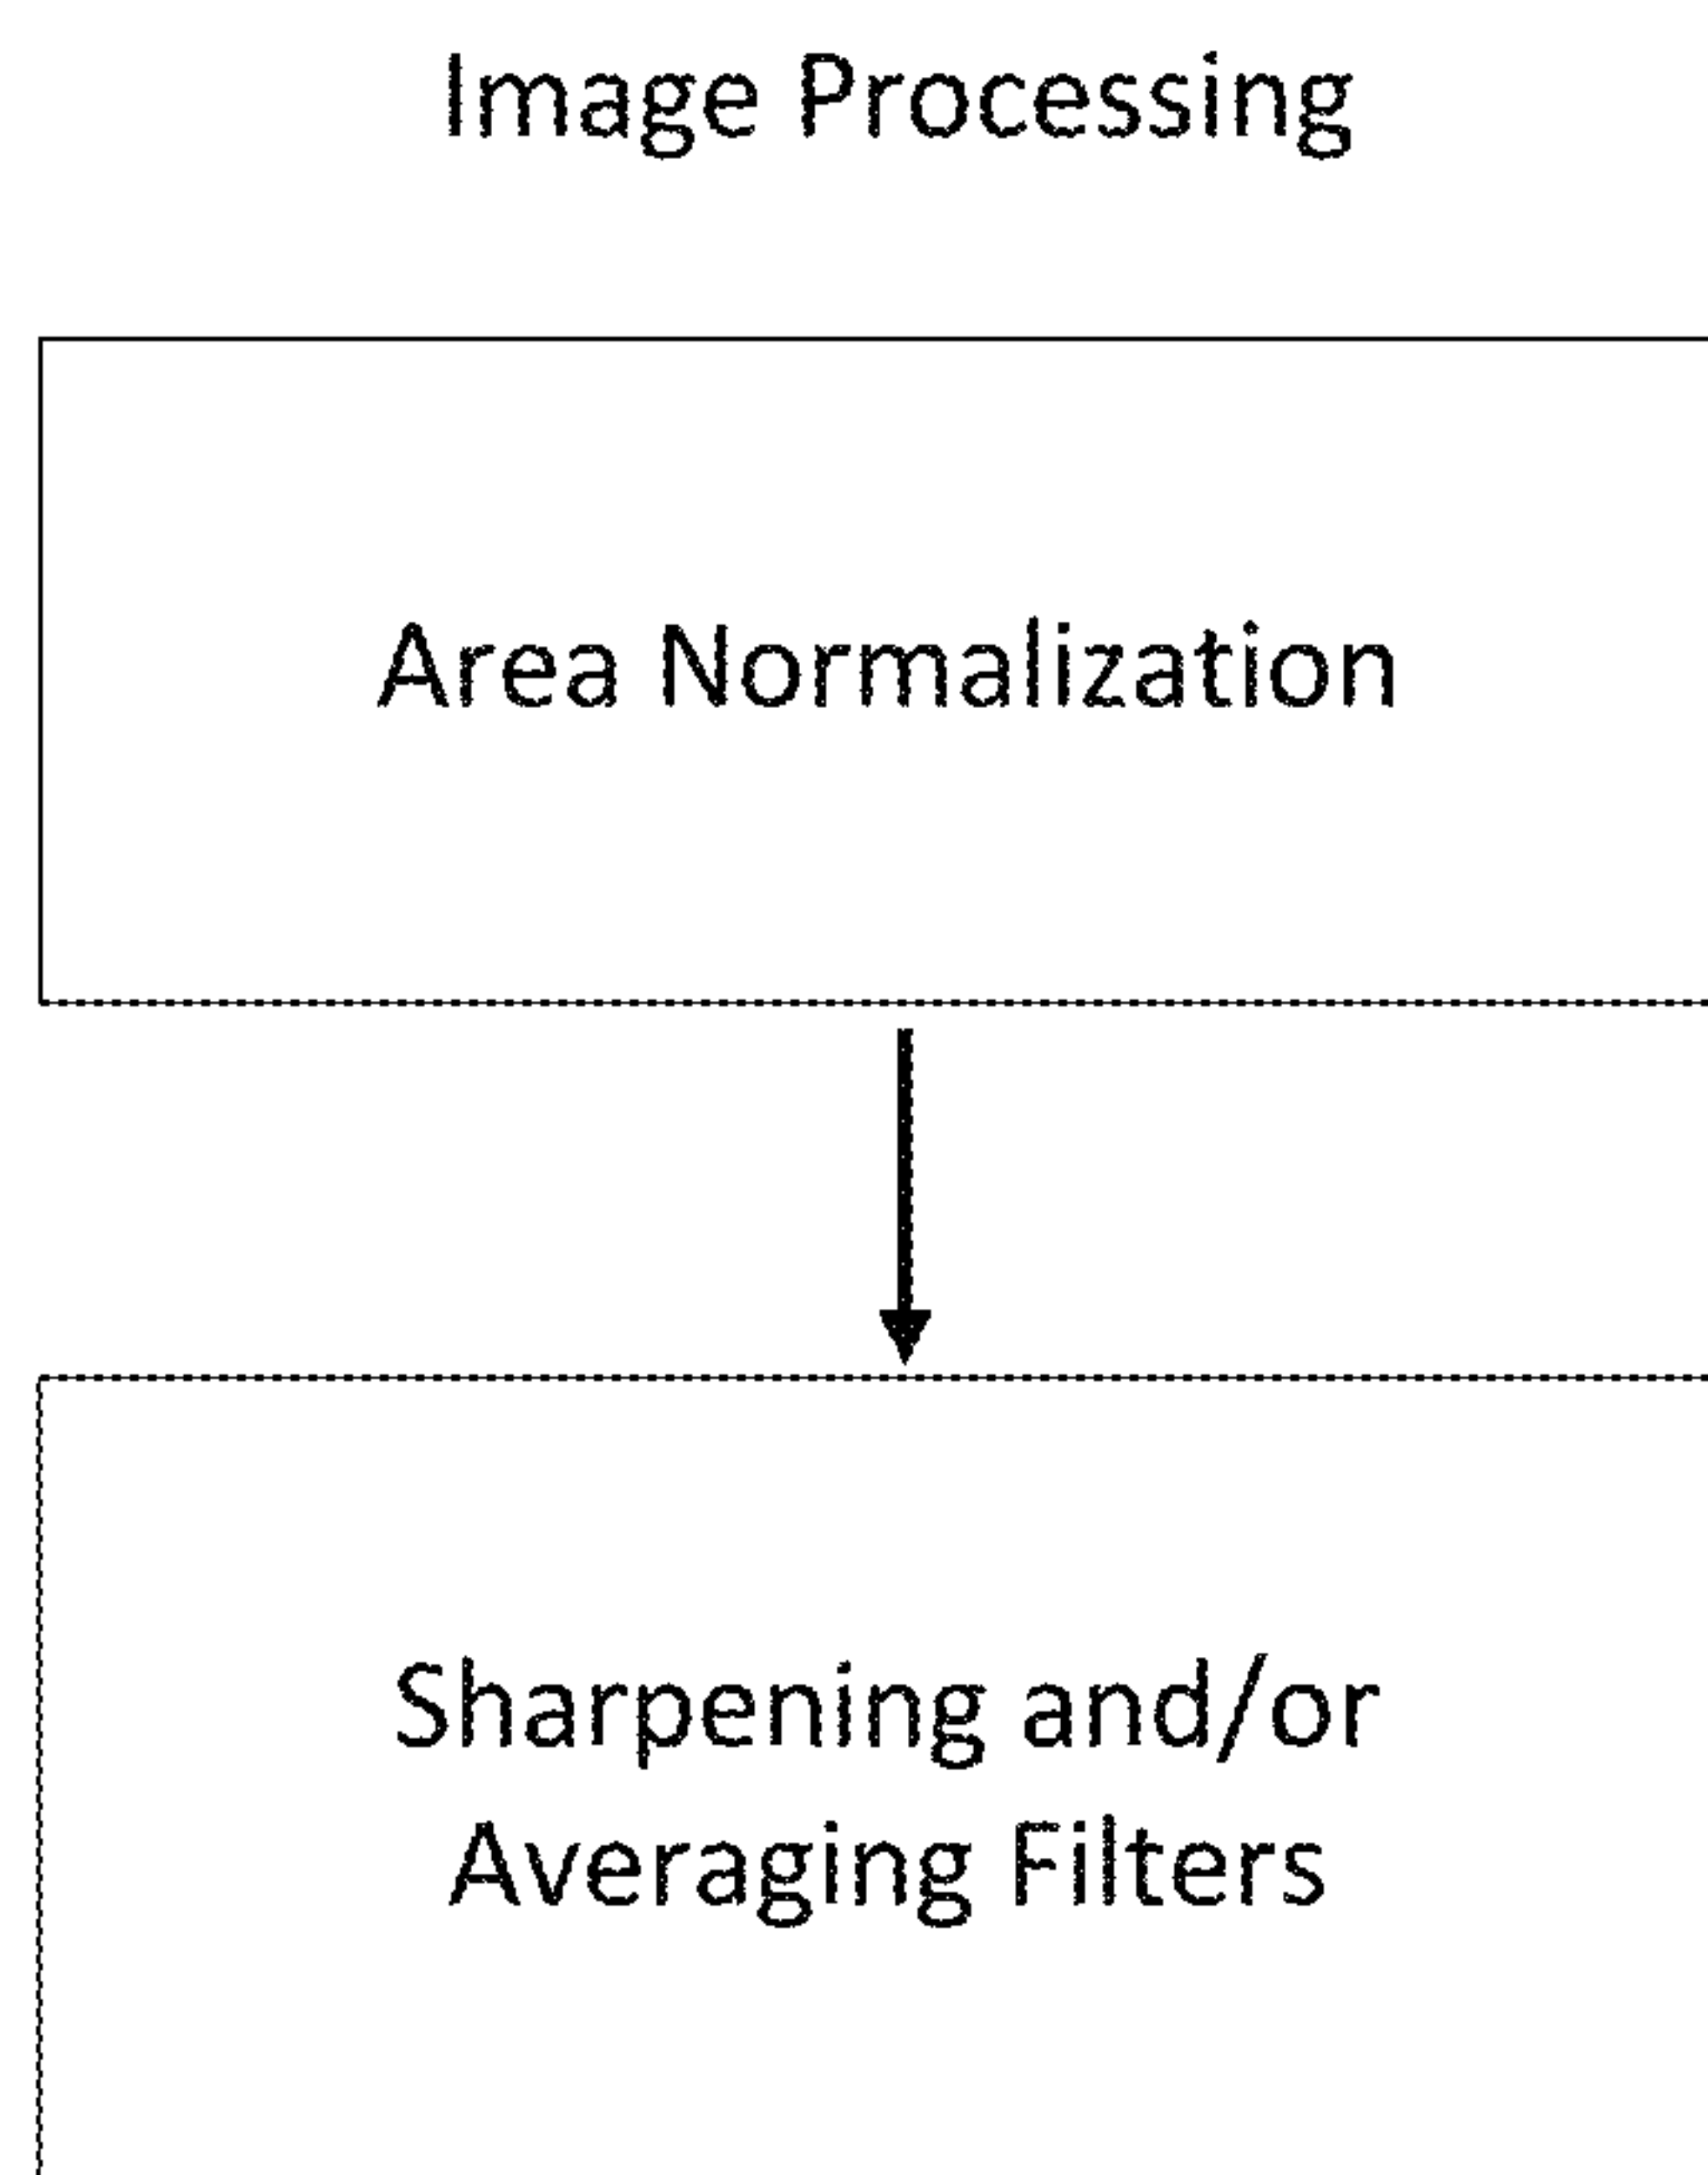 Image Processing
Area Normalization
Sharpening and/or
Averaging Filters